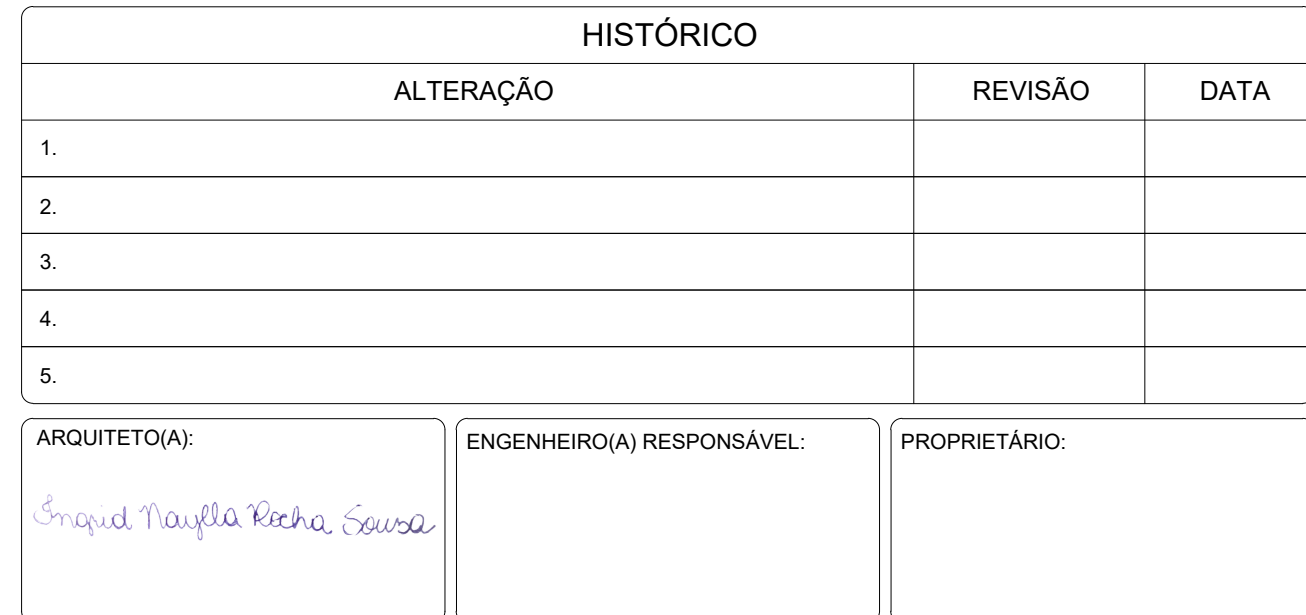 HISTÓRICO
ALTERAÇÃO REVISÃO DATA
1.
2.
3.
4.
5.
ARQUITETO(A): ENGENHEIRO(A) RESPONSÁVEL: PROPRIETÁRIO:
Ingrid Naylla Rocha Sousa